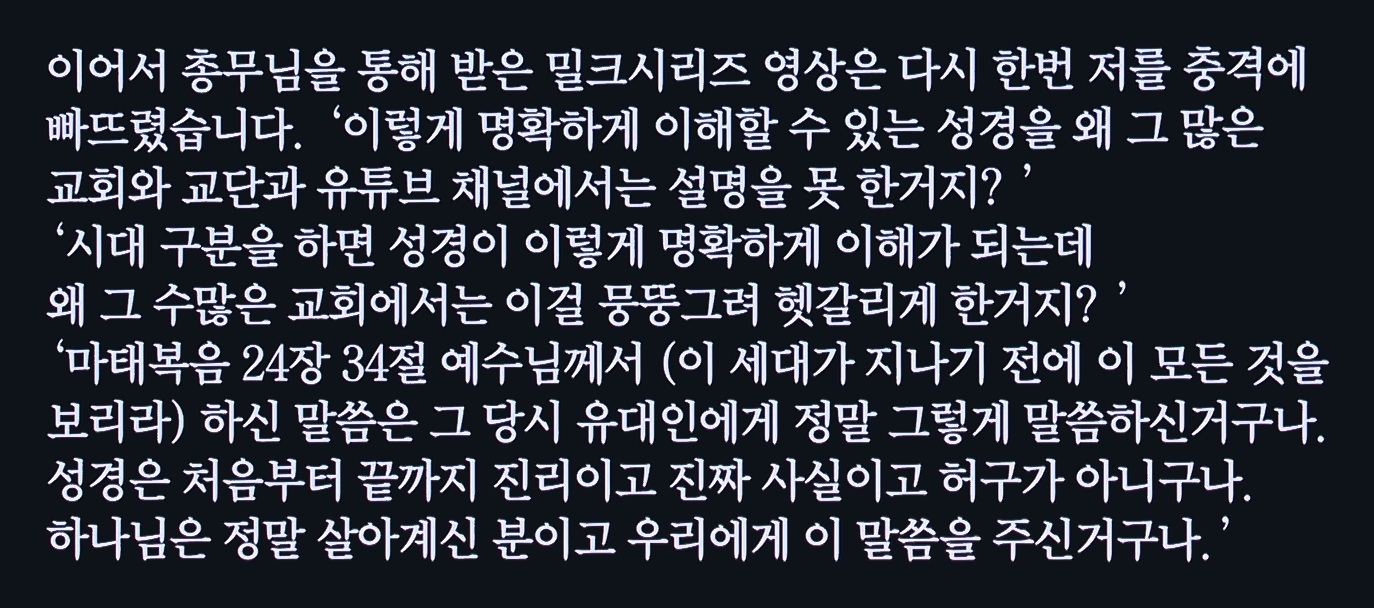 이어서 총무님을 통해 받은 밀크시리즈 영상은 다시 한번 저를 충격에
빠뜨렸습니다. ‘이렇게 명확하게 이해할 수 있는 성경을 왜 그 많은
교회와 교단과 유튜브 채널에서는 설명을 못 한거지? ’
‘시대 구분을 하면 성경이 이렇게 명확하게 이해가 되는데
왜 그 수많은 교회에서는 이걸 뭉뚱그려 헷갈리게 한거지? ’
‘마태복음 24장 34절 예수님께서 (이 세대가 지나기 전에 이 모든 것을
보리라) 하신 말씀은 그 당시 유대인에게 정말 그렇게 말씀하신거구나.
성경은 처음부터 끝까지 진리이고 진짜 사실이고 허구가 아니구나.
하나님은 정말 살아계신 분이고 우리에게 이 말씀을 주신거구나.’